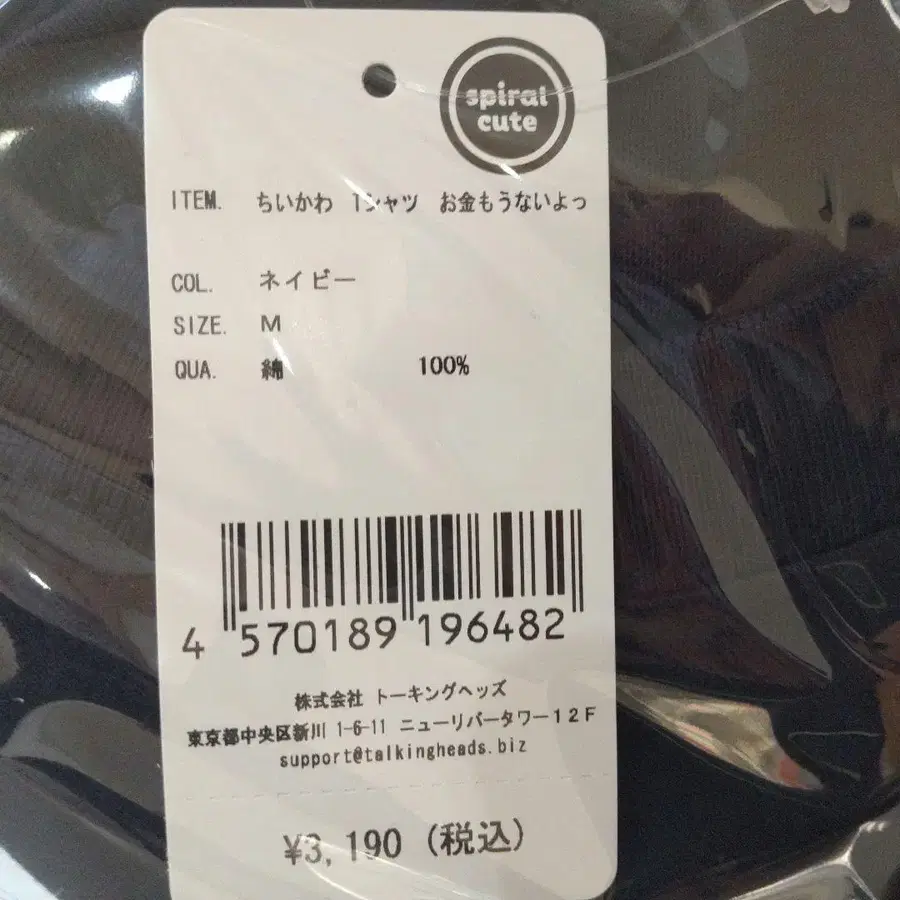 spiral
cute
ITEM. ちいかわ Tシャツ お金もうないよっ
COL. ネイビー
SIZE. M
QUA. 綿 100%
4 570189 196482
株式会社 トーキングヘッズ
東京都中央区新川 1-6-11 ニューリバータワー12F
support@talkingheads.biz
¥3,190 (税込)